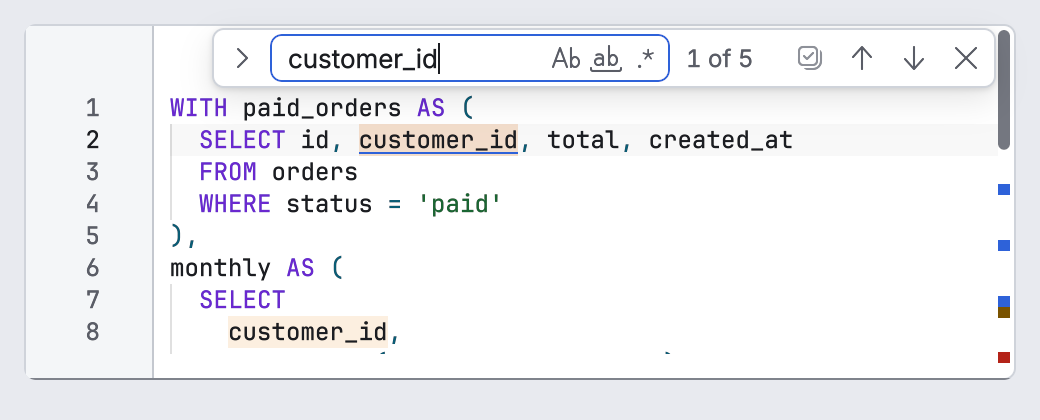 customer_id Ab ab .* 1 of 5
1 WITH paid_orders AS (
2 SELECT id, customer_id, total, created_at
3 FROM orders
4 WHERE status = 'paid'
5 ),
6 monthly AS (
7 SELECT
8 customer_id,